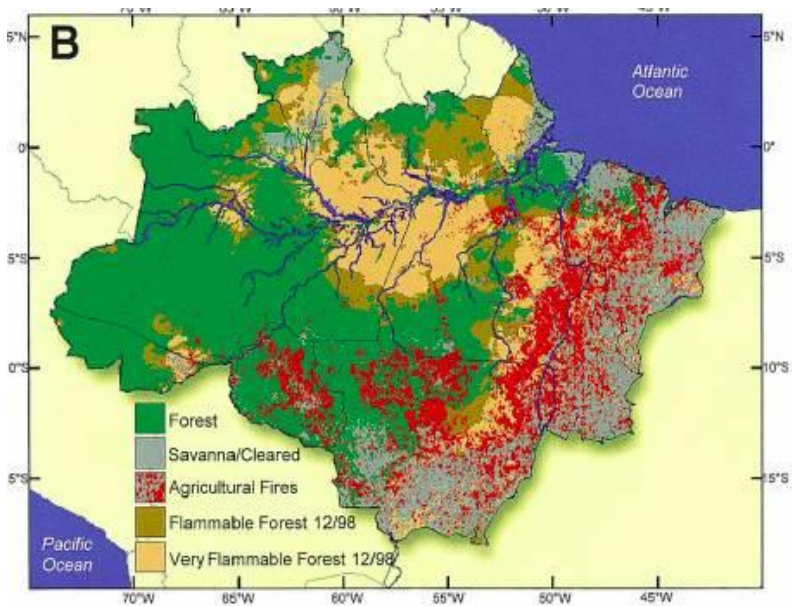 B
5°N
5°N
Atlantic
Ocean
0°
0°
5°S
5°S
10°S
10°S
Forest
Savanna/Cleared
Agricultural Fires
5°S
15°S
Flammable Forest 12/98
Pacific
Ocean
Very Flammable Forest 12/98
70°W
65°W
60°W
55°W
50°W
45°W